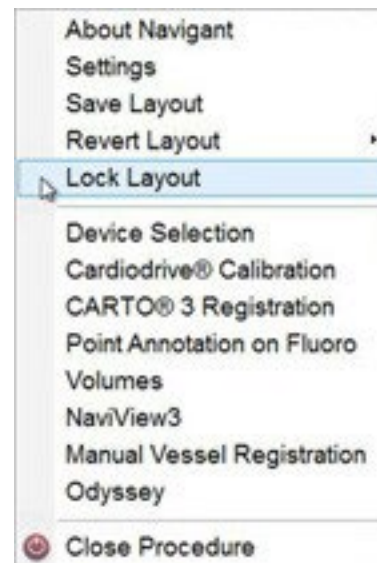 About Navigant
Settings
Save Layout
Revert Layout
Lock Layout
Device Selection
Cardiodrive® Calibration
CARTO® 3 Registration
Point Annotation on Fluoro
Volumes
NaviView3
Manual Vessel Registration
Odyssey
Close Procedure